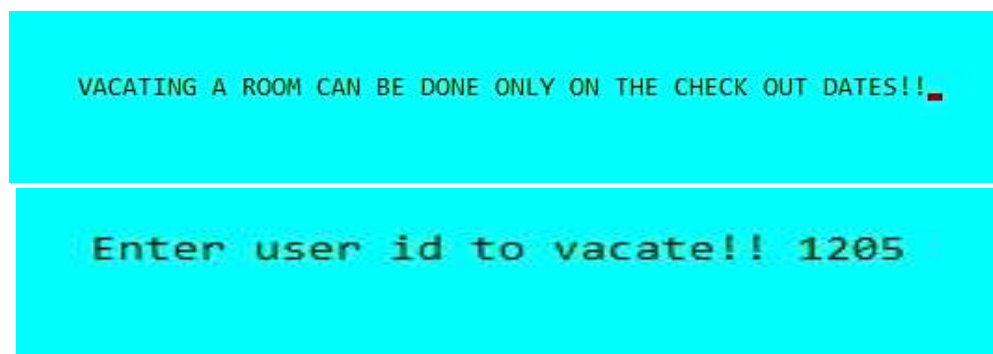 VACATING A ROOM CAN BE DONE ONLY ON THE CHECK OUT DATES!!
Enter user id to vacate!! 1205